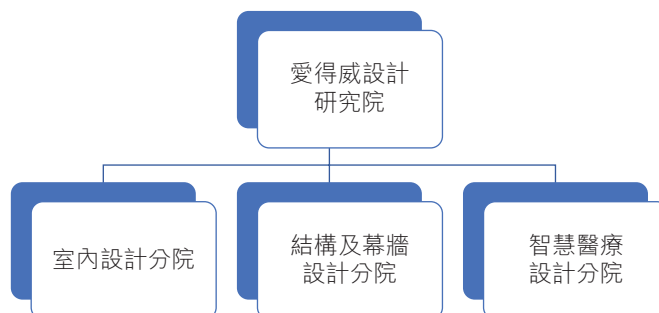 愛得威設計
研究院
室內設計分院
結構及幕牆
設計分院
智慧醫療
設計分院